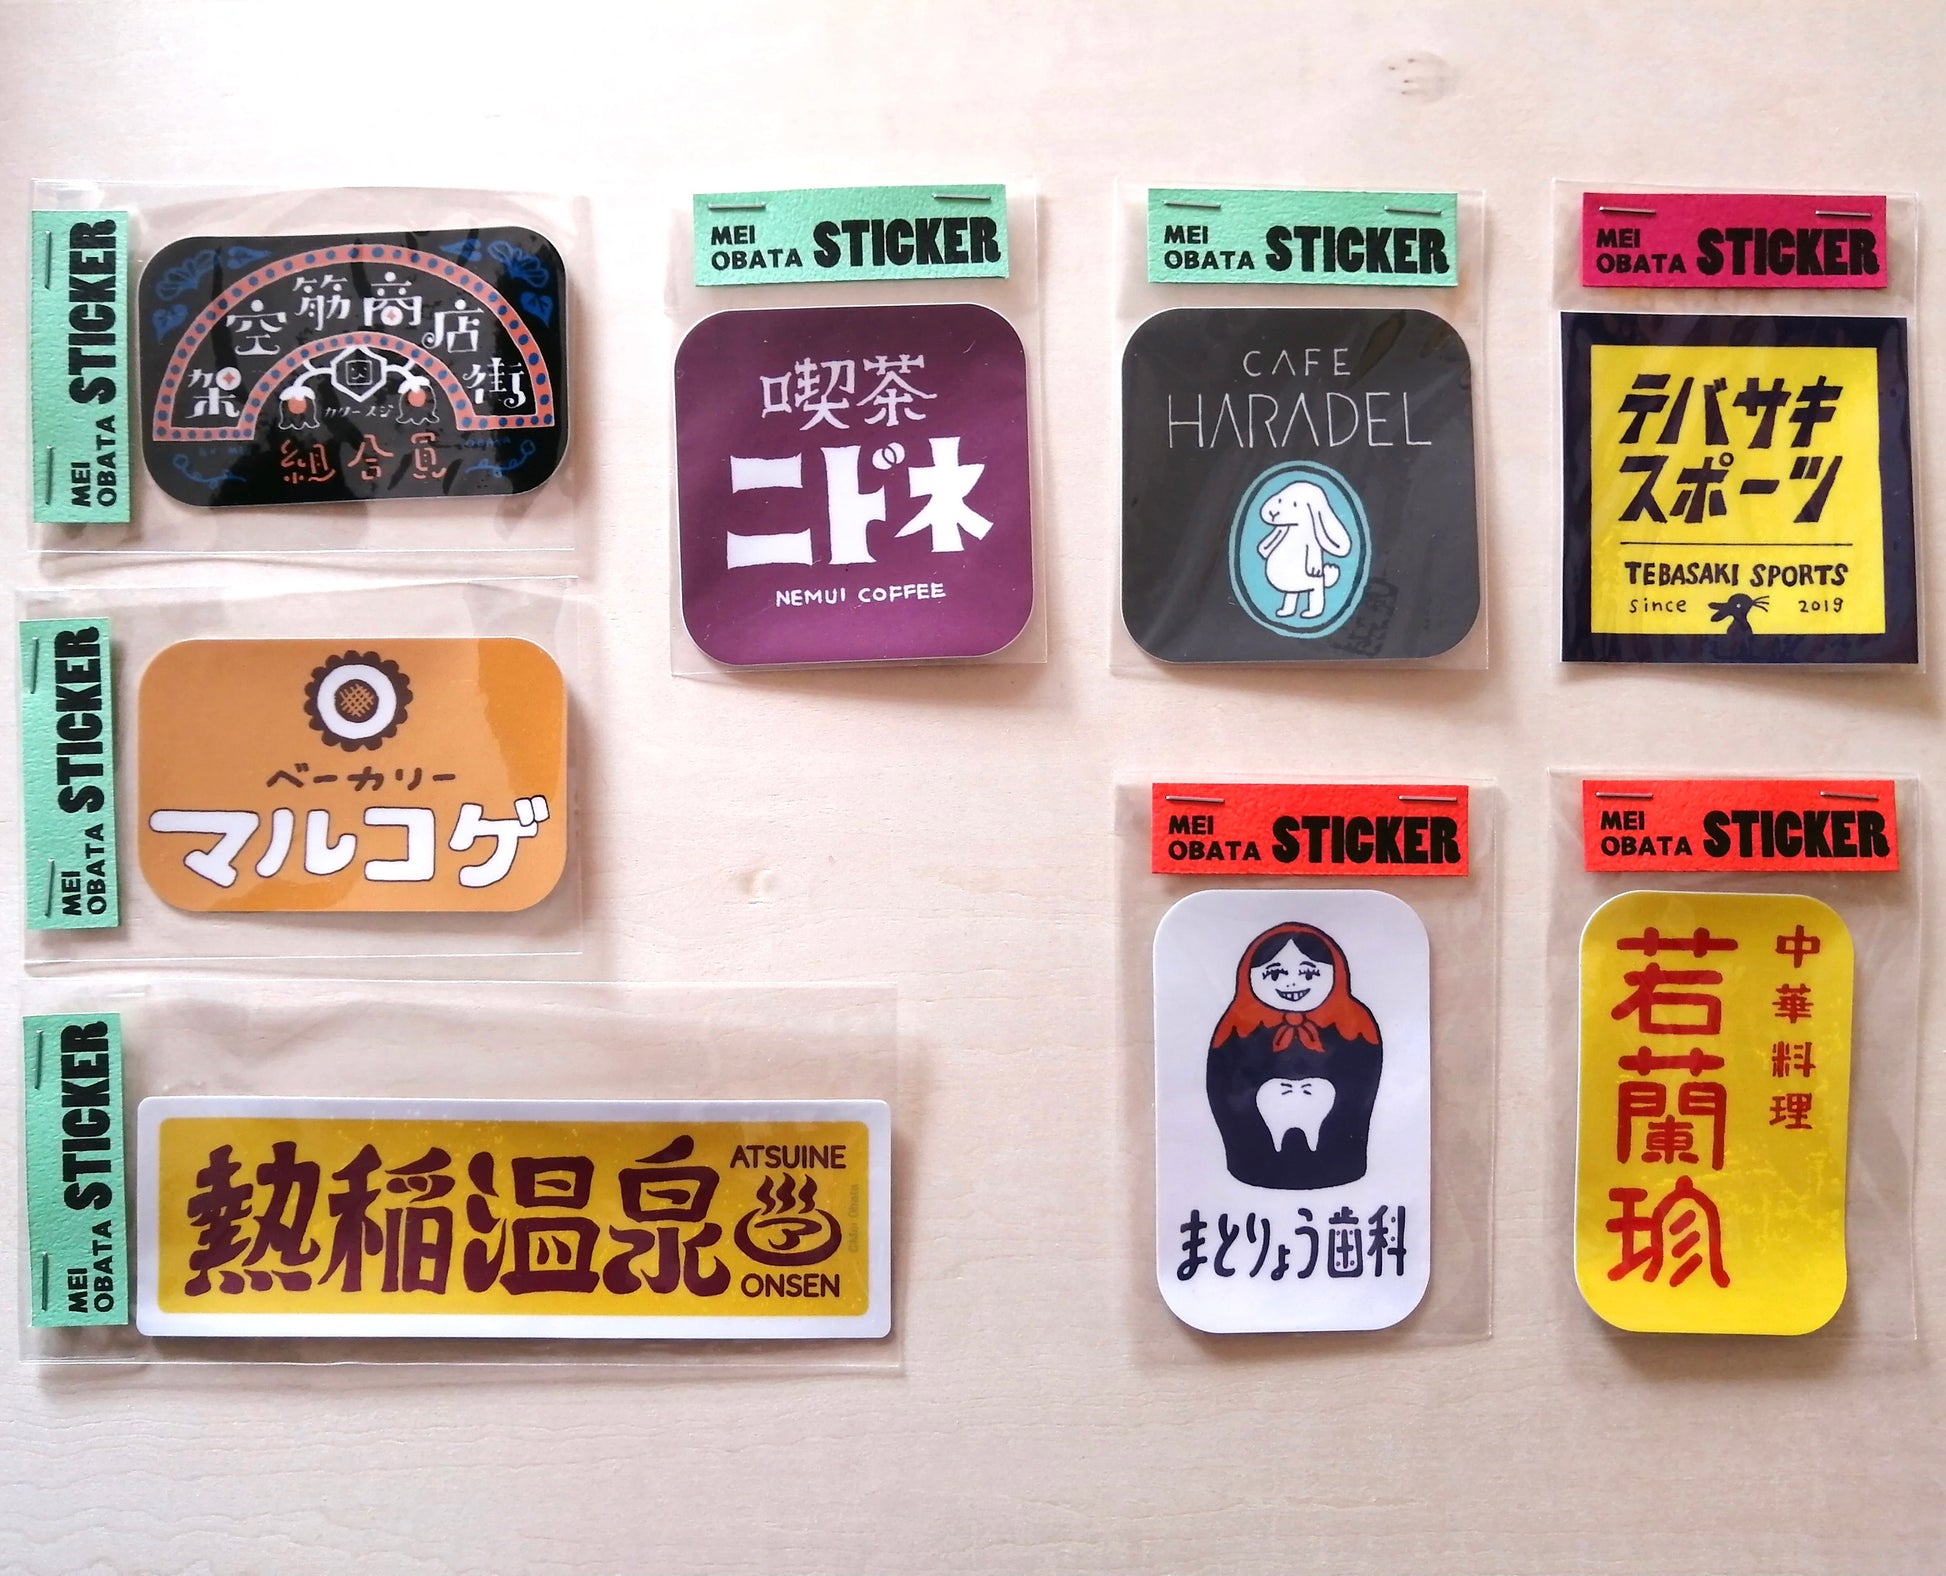 MEI
OBATA STICKER
架空筋商店街
カクースジ
組合員
MEI
OBATA STICKER
喫茶
ニドネ
NEMUI COFFEE
MEI
OBATA STICKER
CAFE
HARADEL
MEI
OBATA STICKER
テバサキ
スポーツ
TEBASAKI SPORTS
since 2019
MEI
OBATA STICKER
ベーカリー
マルコゲ
MEI
OBATA STICKER
熱稲温泉
ATSUINE
ONSEN
MEI
OBATA STICKER
まとりょう歯科
MEI
OBATA STICKER
中華料理
若蘭珍